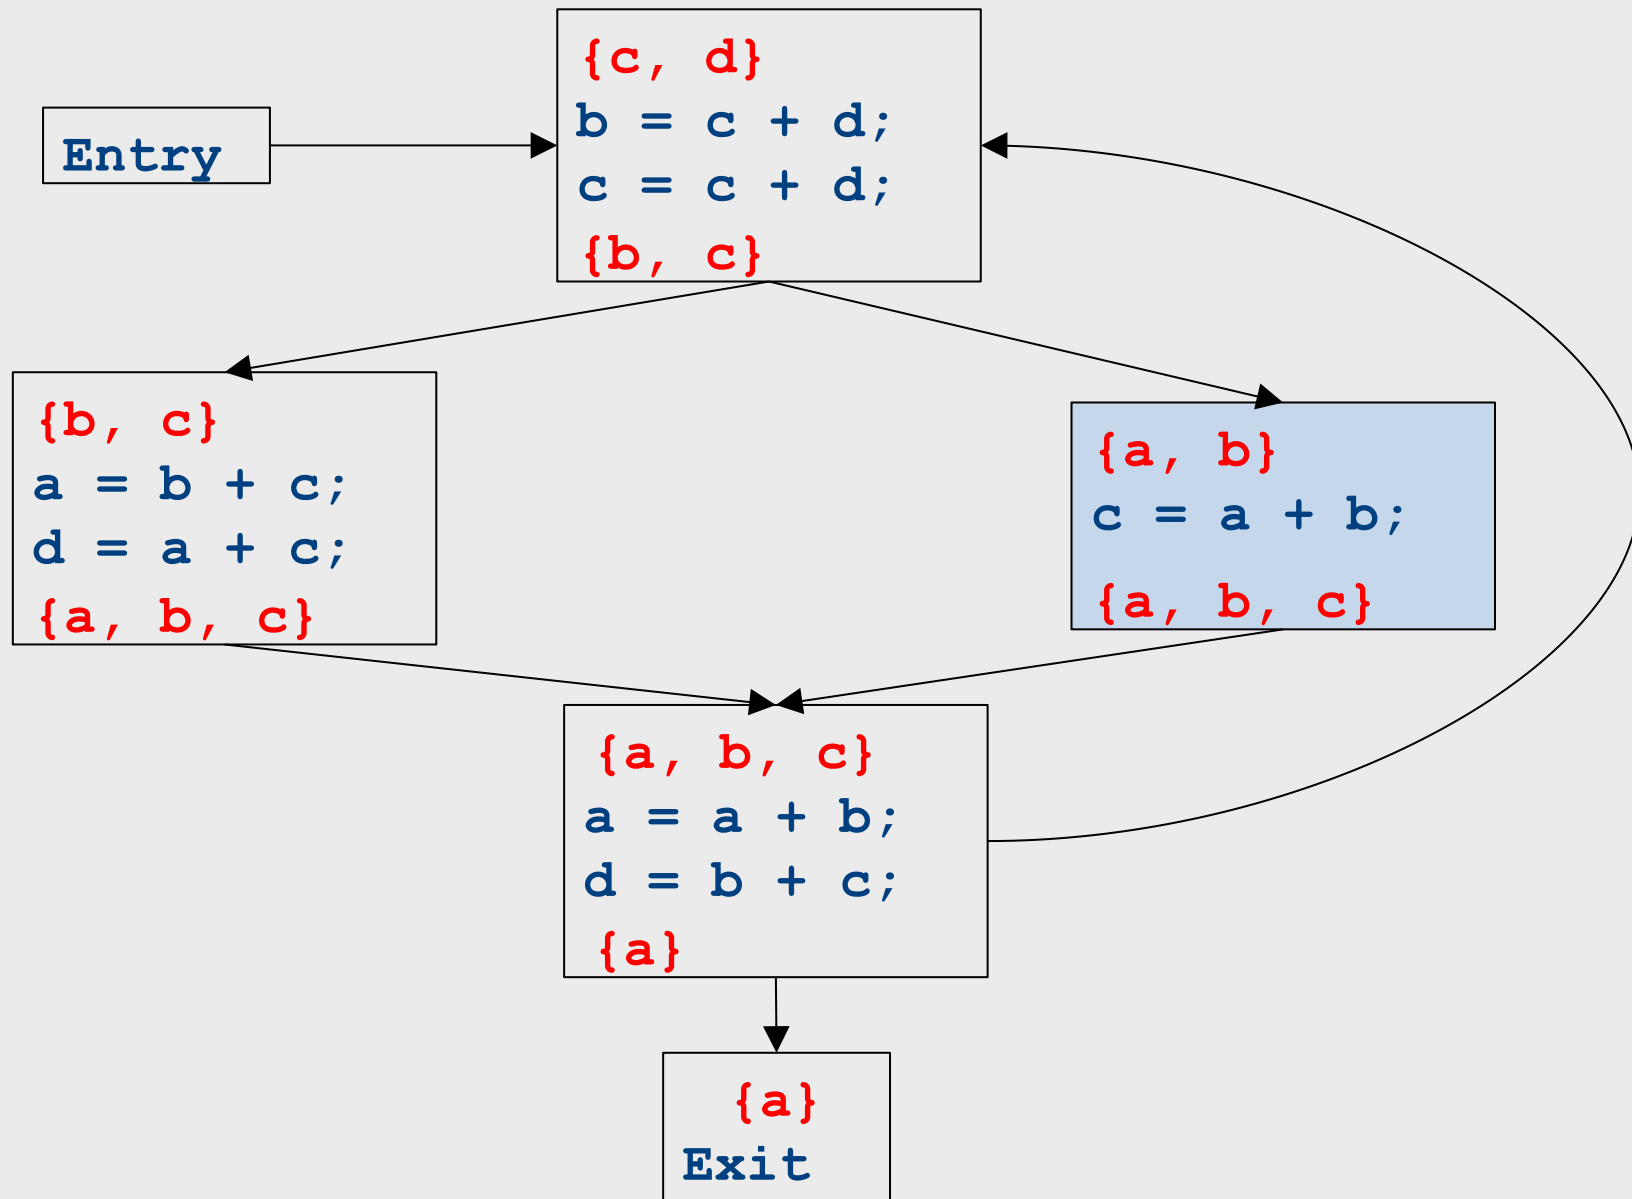 {c, d}
b = c + d;
c = c + d;
{b, c}
Entry
{b, c}
a = b + c;
d = a + c;
{a, b, c}
{a, b}
c = a + b;
{a, b, c}
{a, b, c}
a = a + b;
d = b + c;
{a}
{a}
Exit